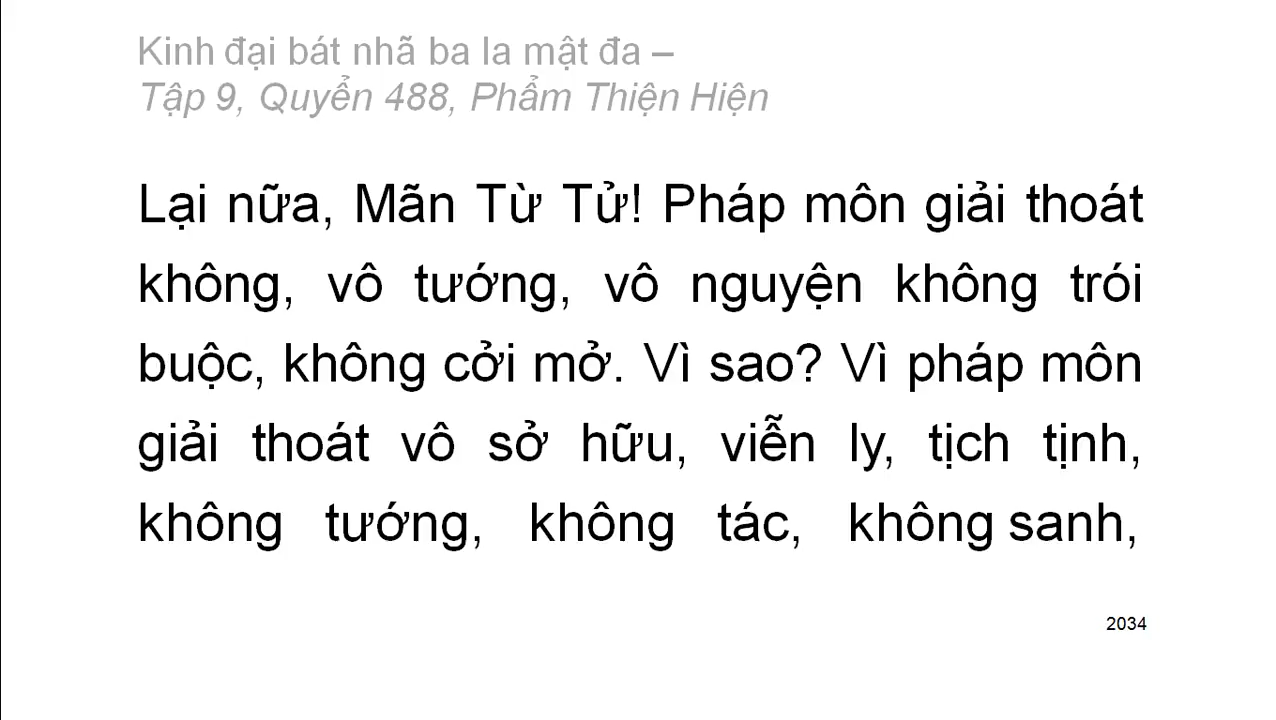 Kinh đại bát nhã ba la mật đa –
Tập 9, Quyển 488, Phẩm Thiện Hiện
Lại nữa, Mãn Từ Tử! Pháp môn giải thoát
không, vô tướng, vô nguyện không trói
buộc, không cởi mở. Vì sao? Vì pháp môn
giải thoát vô sở hữu, viễn ly, tịch tịnh,
không tướng, không tác, không sanh,
2034